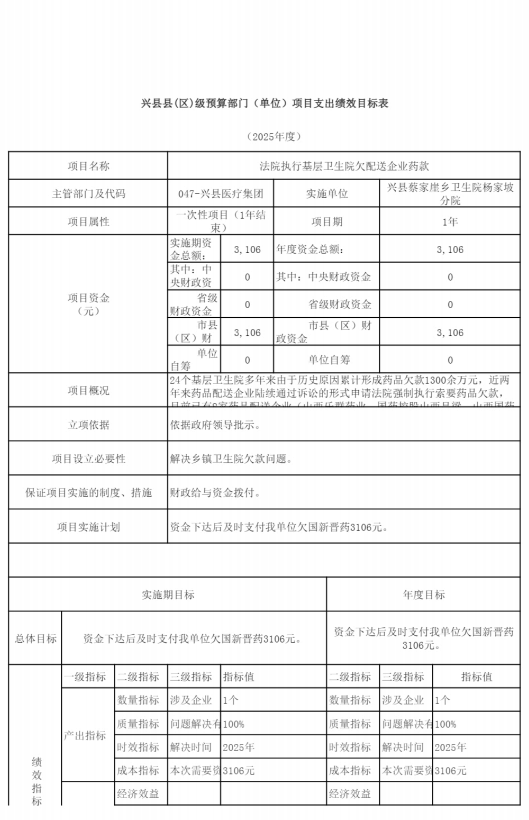 兴县县(区)级预算部门（单位）项目支出绩效目标表
（2025年度）
项目名称 法院执行基层卫生院欠配送企业药款
主管部门及代码 047-兴县医疗集团 实施单位 兴县蔡家崖乡卫生院杨家坡分院
项目属性 一次性项目（1年结束） 项目期 1年
项目资金（元）
实施期资金总额： 3,106 年度资金总额： 3,106
其中：中央财政资 0 其中：中央财政资金 0
省级财政资金 0 省级财政资金 0
市县（区）财 3,106 市县（区）财政资金 3,106
单位自筹 0 单位自筹 0
项目概况
24个基层卫生院多年来由于历史原因累计形成药品欠款1300余万元，近两
年来药品配送企业陆续通过诉讼的形式申请法院强制执行索要药品欠款，
立项依据 依据政府领导批示。
项目设立必要性 解决乡镇卫生院欠款问题。
保证项目实施的制度、措施 财政给与资金拨付。
项目实施计划 资金下达后及时支付我单位欠国新晋药3106元。
实施期目标 年度目标
总体目标 资金下达后及时支付我单位欠国新晋药3106元。 资金下达后及时支付我单位欠国新晋药3106元。
绩效指标
一级指标 二级指标 三级指标 指标值 二级指标 三级指标 指标值
产出指标
数量指标 涉及企业 1个 数量指标 涉及企业 1个
质量指标 问题解决有 100% 质量指标 问题解决有 100%
时效指标 解决时间 2025年 时效指标 解决时间 2025年
成本指标 本次需要资 3106元 成本指标 本次需要资 3106元
经济效益 经济效益